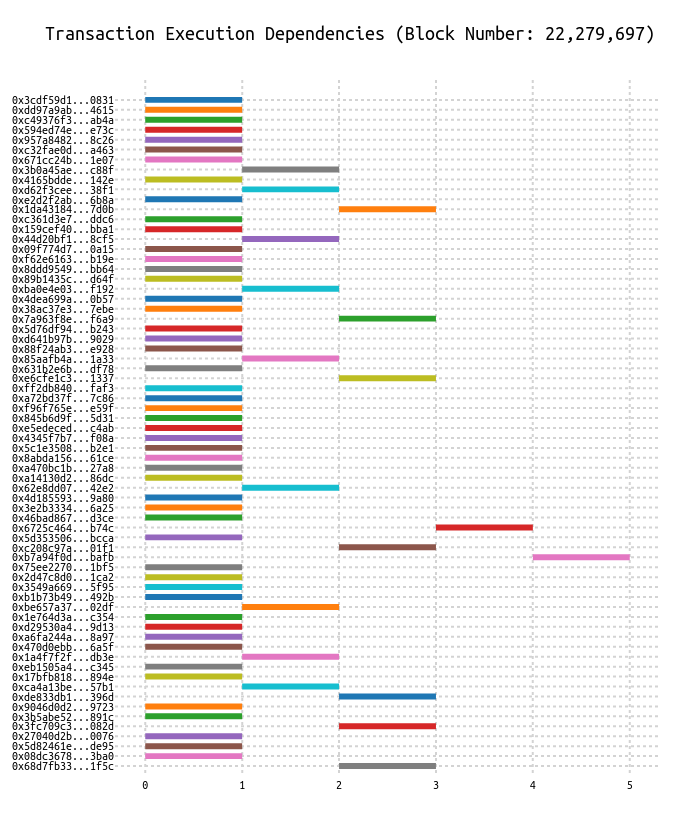 Transaction Execution Dependencies (Block Number: 22,279,697)
0x3cdf59d1...0831
0xdd97a9ab...4615
0xc49376f3...ab4a
0x594ed74e...e73c
0x957a8482...8c26
0xc32fae0d...a463
0x671cc24b...1e07
0x3b0a45ae...c88f
0x4165bdde...142e
0xd62f3cee...38f1
0xe2d2f2ab...6b8a
0x1da43184...7d0b
0xc361d3e7...ddc6
0x159cef40...bba1
0x44d20bf1...8cf5
0x09f774d7...0a15
0xf62e6163...b19e
0x8ddd9549...bb64
0x89b1435c...d64f
0xba0e4e03...f192
0x4dea699a...0b57
0x38ac37e3...7ebe
0x7a963f8e...f6a9
0x5d76df94...b243
0xd641b97b...9029
0x88f24ab3...e928
0x85aafb4a...1a33
0x631b2e6b...df78
0xe6cfe1c3...1337
0xff2db840...faf3
0xa72bd37f...7c86
0xf96f765e...e59f
0x845b6d9f...5d31
0xe5edeced...c4ab
0x4345f7b7...f08a
0x5c1e3508...b2e1
0x8abda156...61ce
0xa470bc1b...27a8
0xa14130d2...86dc
0x62e8dd07...42e2
0x4d185593...9a80
0x3e2b3334...6a25
0x46bad867...d3ce
0x6725c464...b74c
0x5d353506...bcca
0xc208c97a...01f1
0xb7a94f0d...bafb
0x75ee2270...1bf5
0x2d47c8d0...1ca2
0x3549a669...5f95
0xb1b73b49...492b
0xbe657a37...02df
0x1e764d3a...c354
0xd29530a4...9d13
0xa6fa244a...8a97
0x470d0ebb...6a5f
0x1a4f7f2f...db3e
0xeb1505a4...c345
0x17bfb818...894e
0xca4a13be...57b1
0xde833db1...396d
0x9046d0d2...9723
0x3b5abe52...891c
0x3fc709c3...082d
0x27040d2b...0076
0x5d82461e...de95
0x08dc3678...3ba0
0x68d7fb33...1f5c
0 1 2 3 4 5